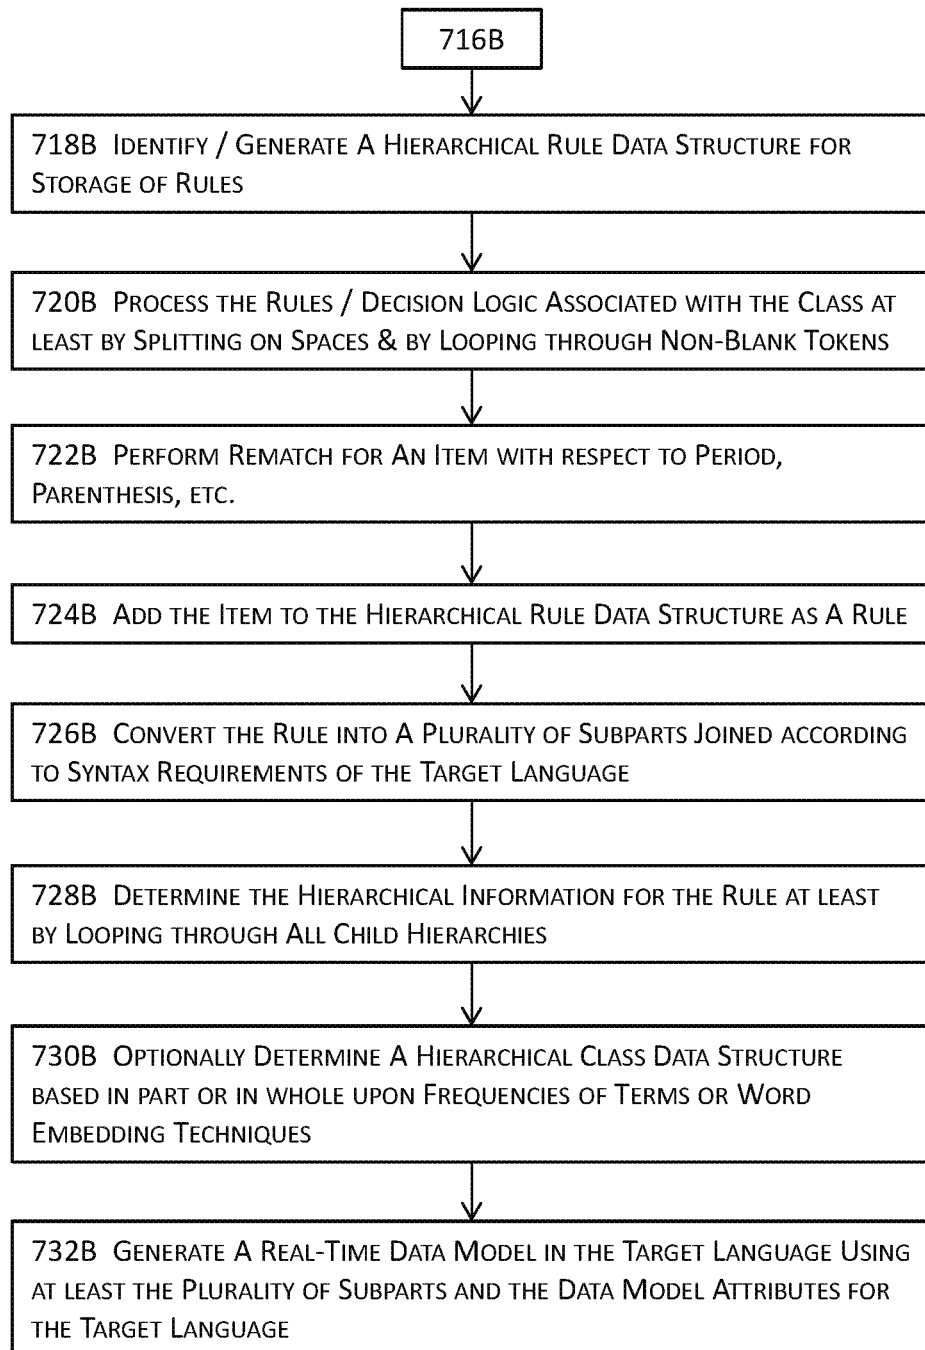 716B
718B IDENTIFY / GENERATE A HIERARCHICAL RULE DATA STRUCTURE FOR
STORAGE OF RULES
720B PROCESS THE RULES / DECISION LOGIC ASSOCIATED WITH THE CLASS AT
LEAST BY SPLITTING ON SPACES & BY LOOPING THROUGH NON-BLANK TOKENS
722B PERFORM REMATCH FOR AN ITEM WITH RESPECT TO PERIOD,
PARENTHESIS, ETC.
724B ADD THE ITEM TO THE HIERARCHICAL RULE DATA STRUCTURE AS A RULE
726B CONVERT THE RULE INTO A PLURALITY OF SUBPARTS JOINED ACCORDING
TO SYNTAX REQUIREMENTS OF THE TARGET LANGUAGE
728B DETERMINE THE HIERARCHICAL INFORMATION FOR THE RULE AT LEAST
BY LOOPING THROUGH ALL CHILD HIERARCHIES
730B OPTIONALLY DETERMINE A HIERARCHICAL CLASS DATA STRUCTURE
BASED IN PART OR IN WHOLE UPON FREQUENCIES OF TERMS OR WORD
EMBEDDING TECHNIQUES
732B GENERATE A REAL-TIME DATA MODEL IN THE TARGET LANGUAGE USING
AT LEAST THE PLURALITY OF SUBPARTS AND THE DATA MODEL ATTRIBUTES FOR
THE TARGET LANGUAGE